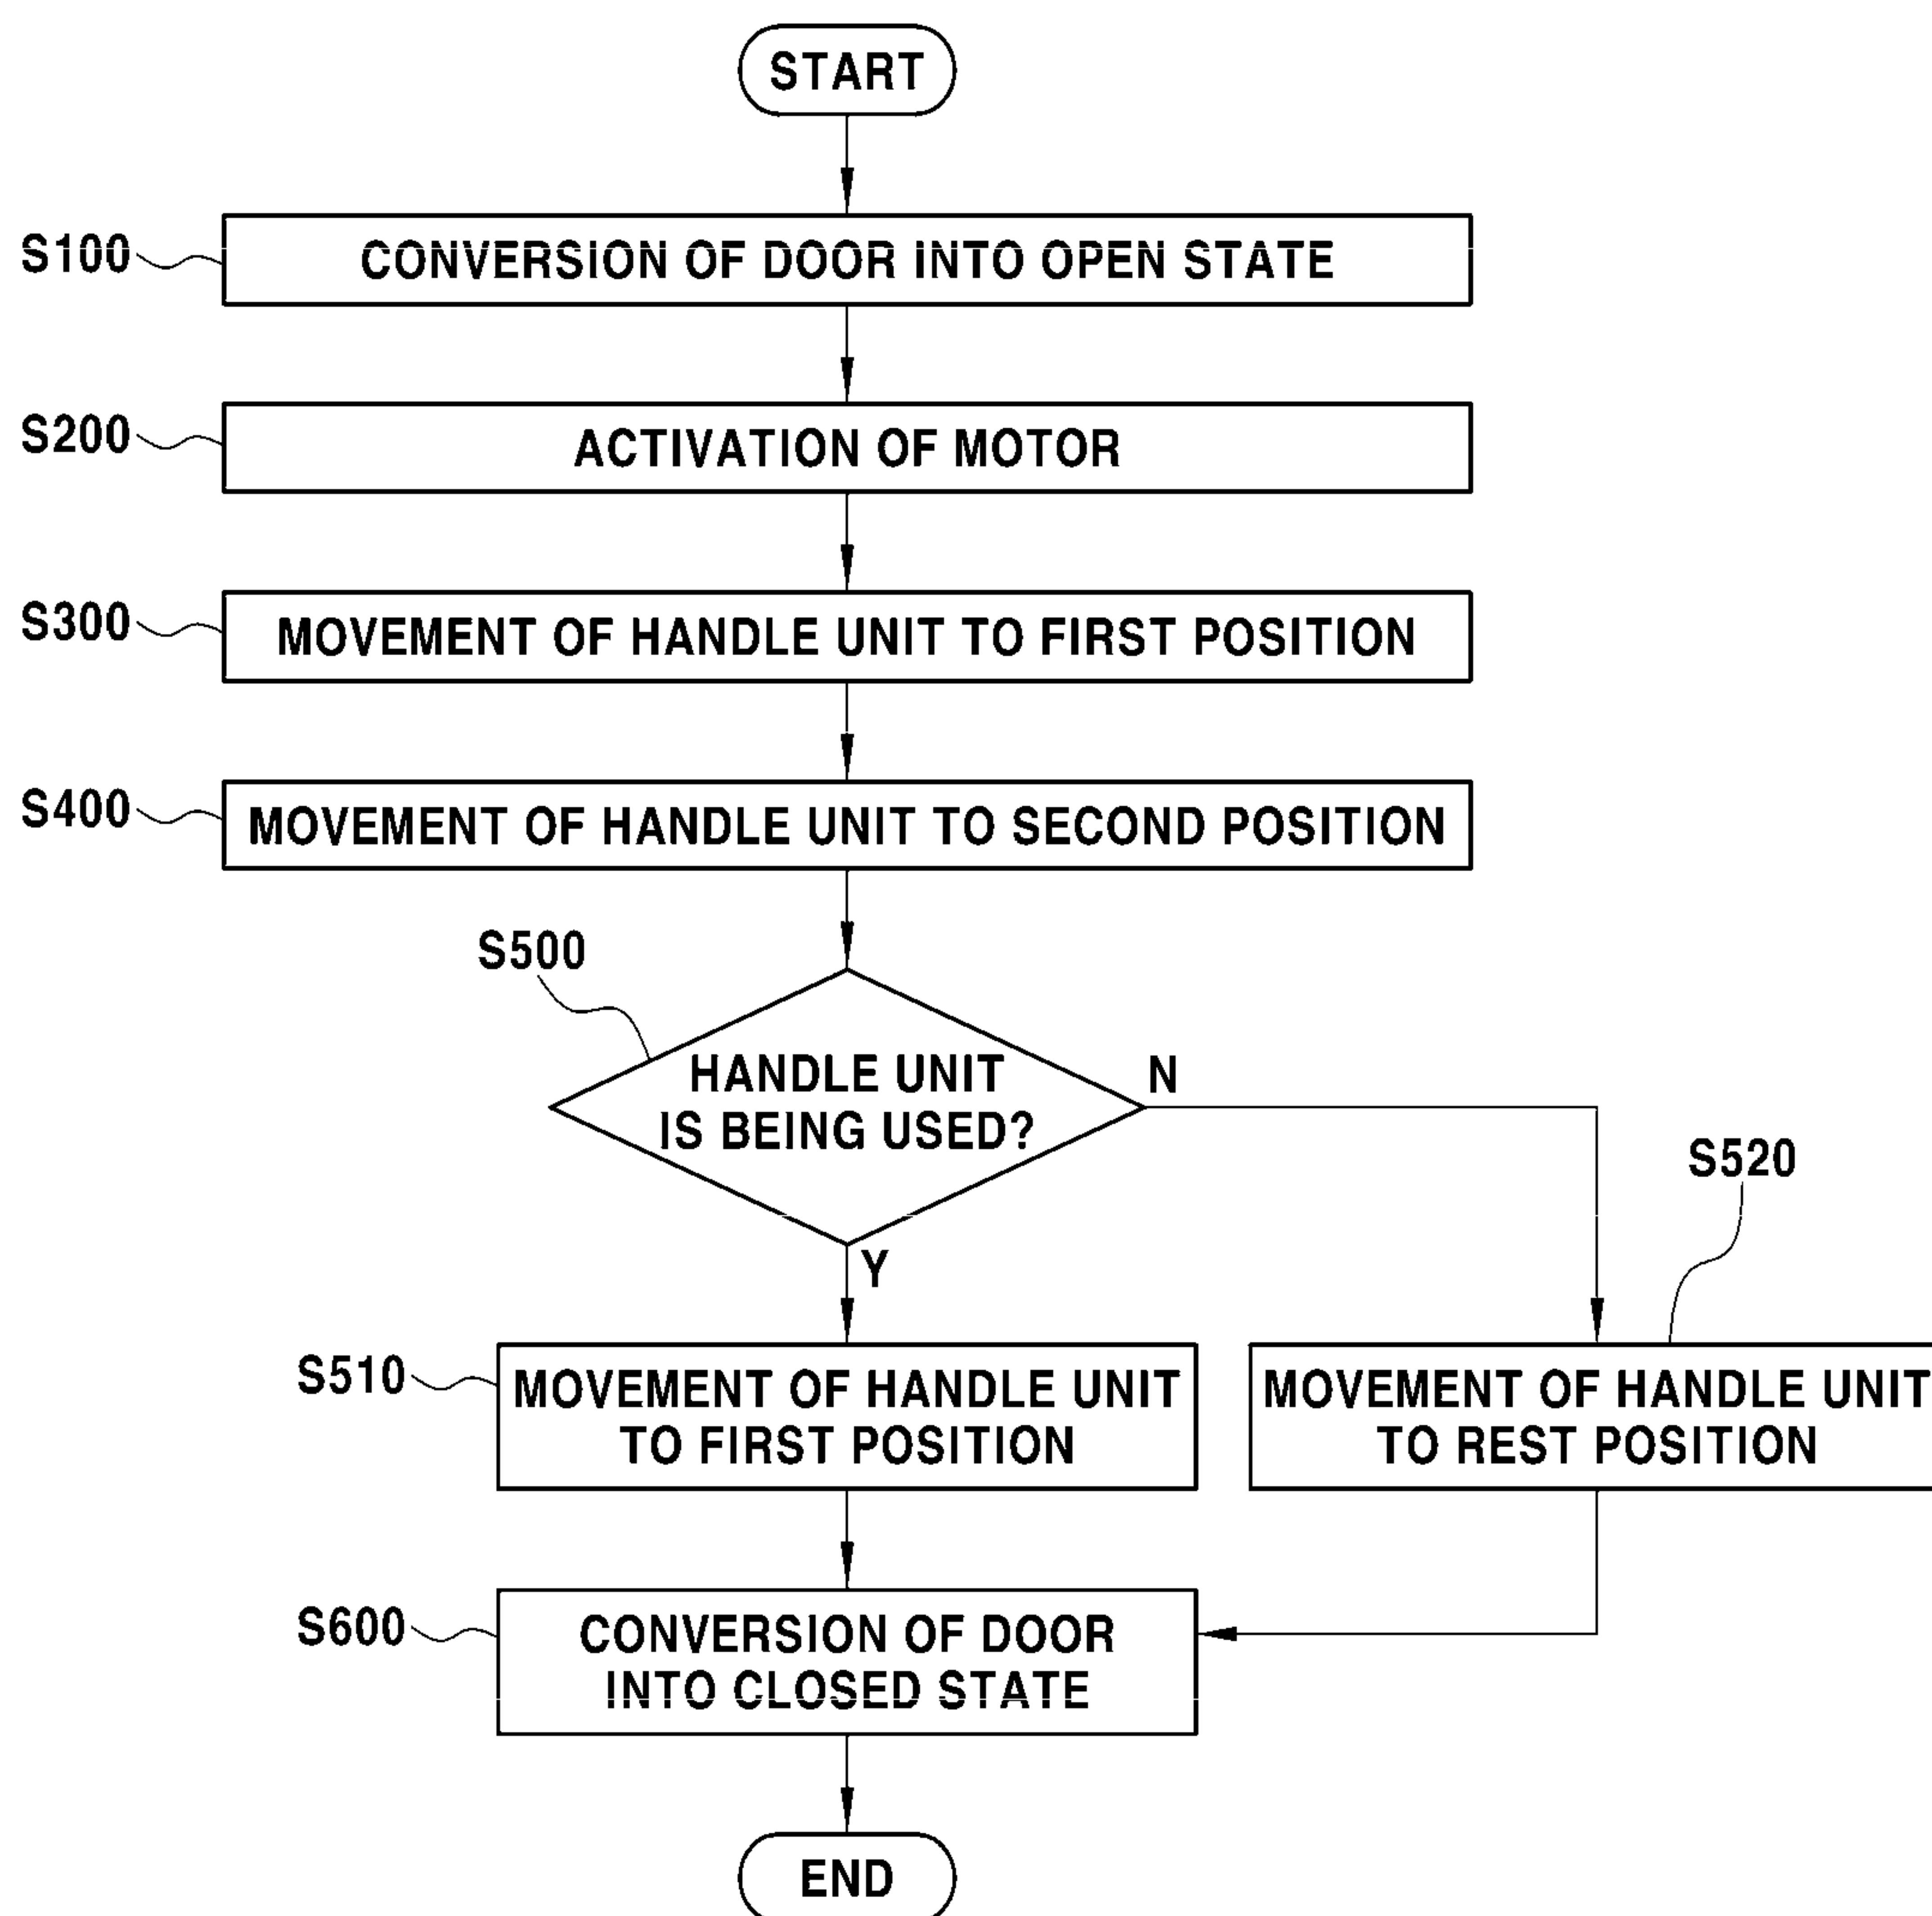 START
S100
CONVERSION OF DOOR INTO OPEN STATE
S200
ACTIVATION OF MOTOR
S300
MOVEMENT OF HANDLE UNIT TO FIRST POSITION
S400
MOVEMENT OF HANDLE UNIT TO SECOND POSITION
S500
HANDLE UNIT
IS BEING USED?
N
Y
S520
S510
MOVEMENT OF HANDLE UNIT
TO FIRST POSITION
MOVEMENT OF HANDLE UNIT
TO REST POSITION
S600
CONVERSION OF DOOR
INTO CLOSED STATE
END